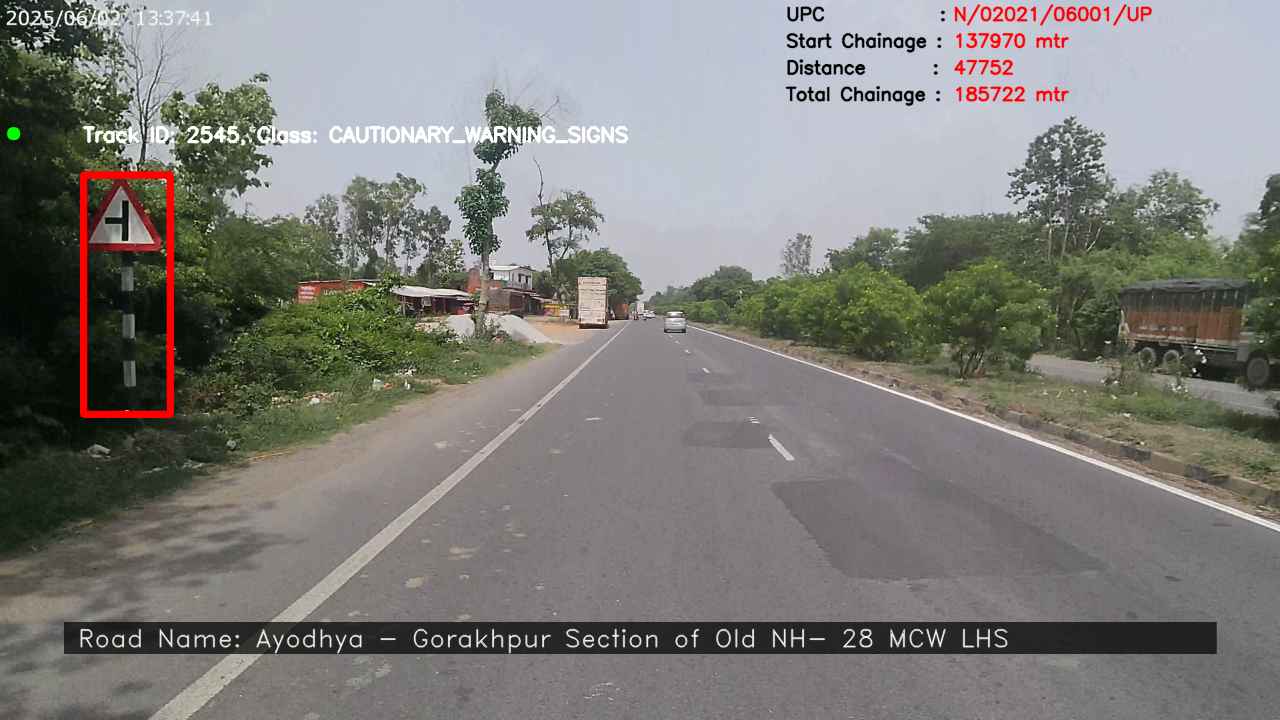 2025/06/02 13:37:41
UPC : N/02021/06001/UP
Start Chainage : 137970 mtr
Distance : 47752
Total Chainage : 185722 mtr
Track ID: 2545, Class: CAUTIONARY_WARNING_SIGNS
Road Name: Ayodhya - Gorakhpur Section of Old NH- 28 MCW LHS